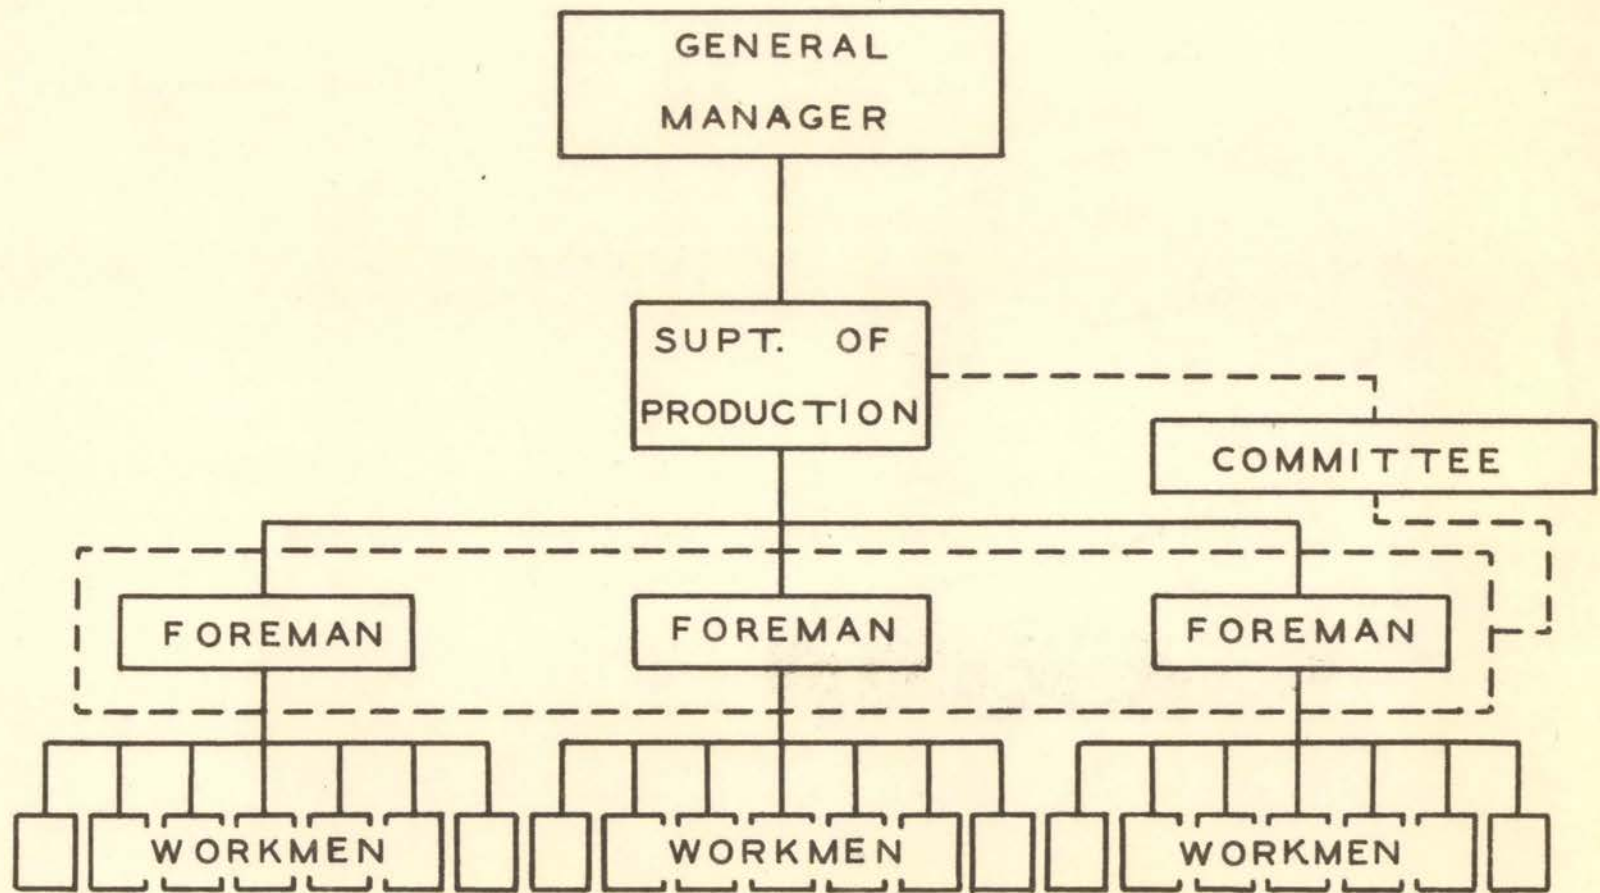 GENERAL
MANAGER
SUPT. OF
PRODUCTION
COMMITTEE
FOREMAN FOREMAN FOREMAN
WORKMEN WORKMEN WORKMEN